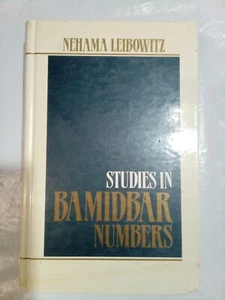 NEHAMA LEIBOWITZ
STUDIES IN
BAMIDBAR
NUMBERS